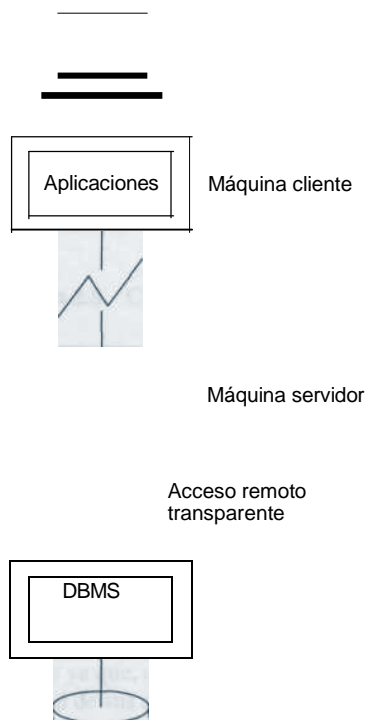 Aplicaciones
Máquina cliente
Máquina servidor
Acceso remoto
transparente
DBMS